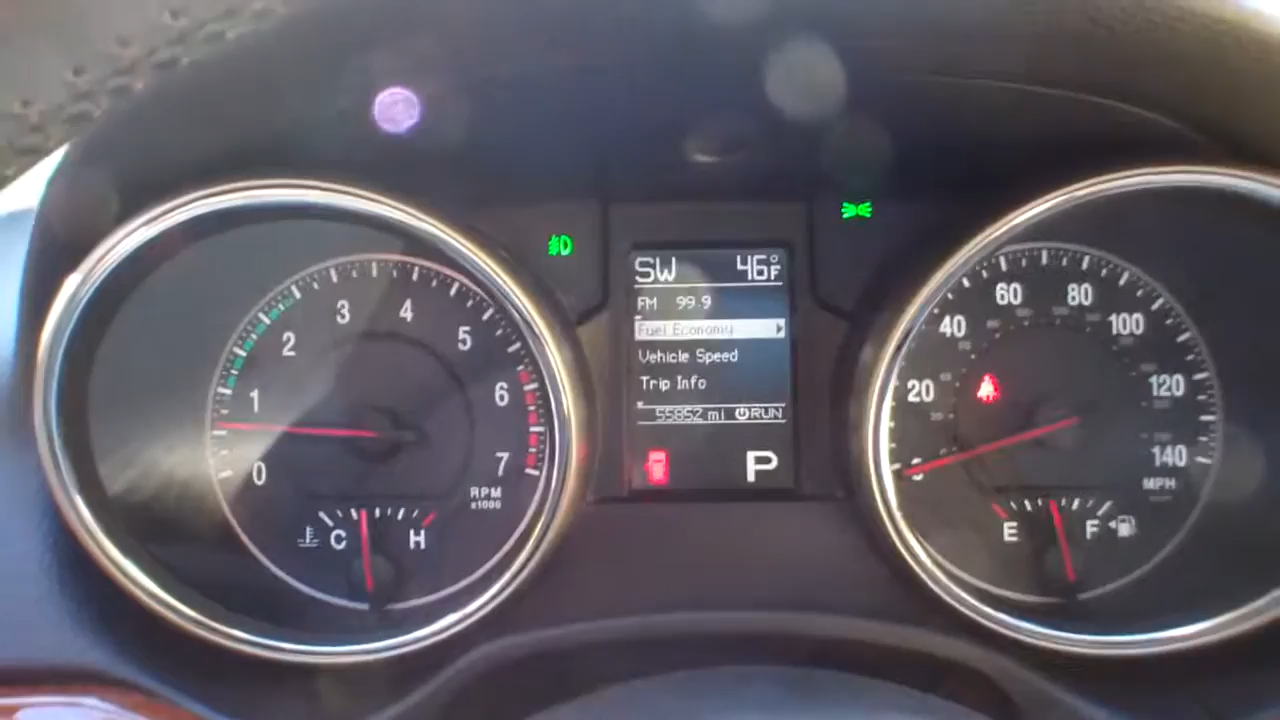 SW 46°F
FM 99.9
Fuel Economy
Vehicle Speed
Trip Info
55852 mi RUN
P
0
1
2
3
4
5
6
7
RPM
x1000
C H
20
40
60
80
100
120
140
MPH
E F